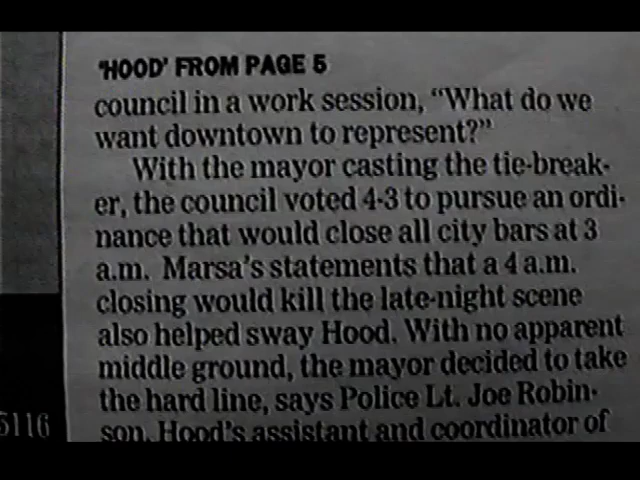 'HOOD' FROM PAGE 5
council in a work session, “What do we
want downtown to represent?”
With the mayor casting the tie-break-
er, the council voted 4-3 to pursue an ordi-
nance that would close all city bars at 3
a.m. Marsa's statements that a 4 a.m.
closing would kill the late-night scene
also helped sway Hood. With no apparent
middle ground, the mayor decided to take
the hard line, says Police Lt. Joe Robin-
son, Hood's assistant and coordinator of
5116